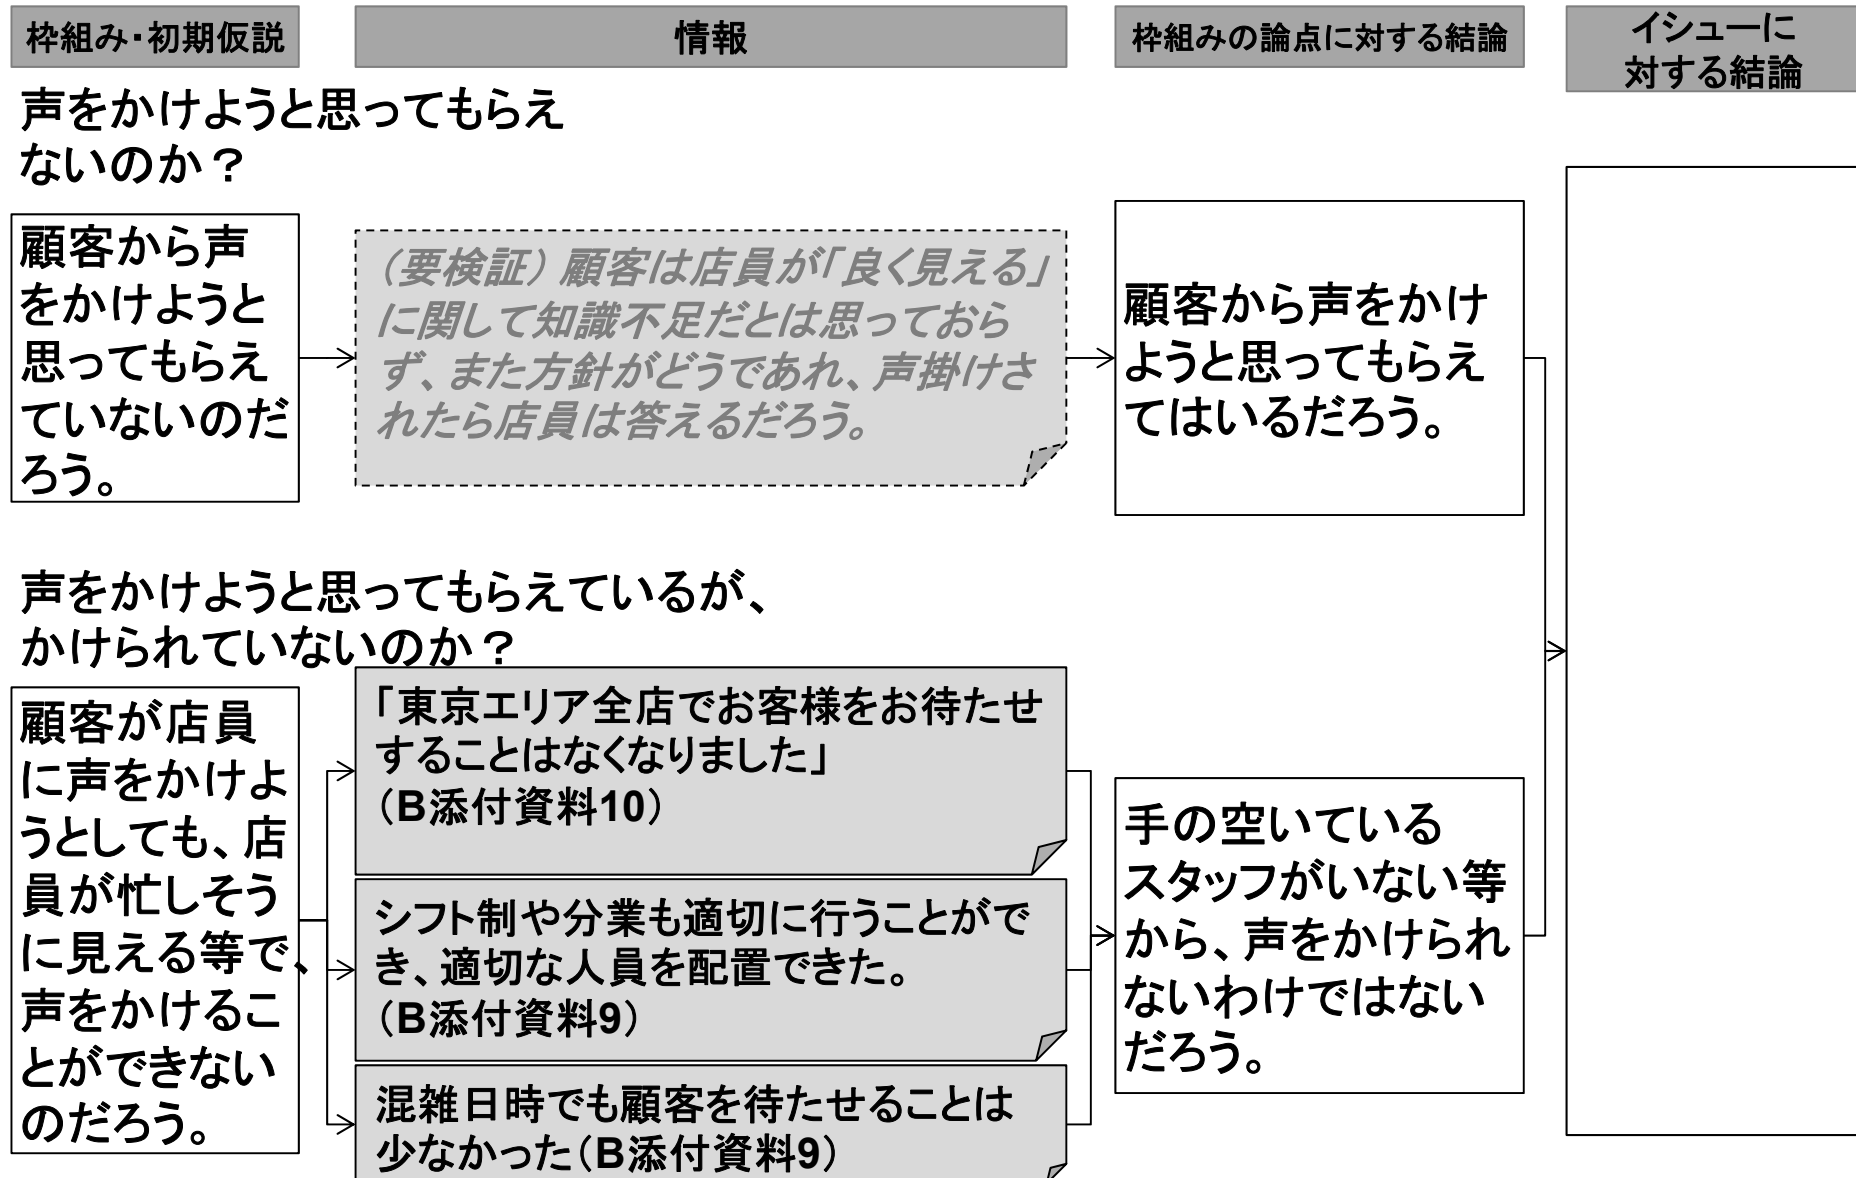 枠組み・初期仮説
情報
枠組みの論点に対する結論
イシューに
対する結論
声をかけようと思ってもらえ
ないのか？
顧客から声
をかけようと
思ってもらえ
ていないのだ
ろう。
（要検証）顧客は店員が「良く見える」
に関して知識不足だとは思っておら
ず、また方針がどうであれ、声掛けさ
れたら店員は答えるだろう。
顧客から声をかけ
ようと思ってもらえ
てはいるだろう。
声をかけようと思ってもらえているが、
かけられていないのか？
顧客が店員
に声をかけよ
うとしても、店
員が忙しそう
に見える等で、
声をかけるこ
とができない
のだろう。
「東京エリア全店でお客様をお待たせ
することはなくなりました」
（B添付資料10）
シフト制や分業も適切に行うことがで
き、適切な人員を配置できた。
（B添付資料9）
混雑日時でも顧客を待たせることは
少なかった（B添付資料9）
手の空いている
スタッフがいない等
から、声をかけられ
ないわけではない
だろう。